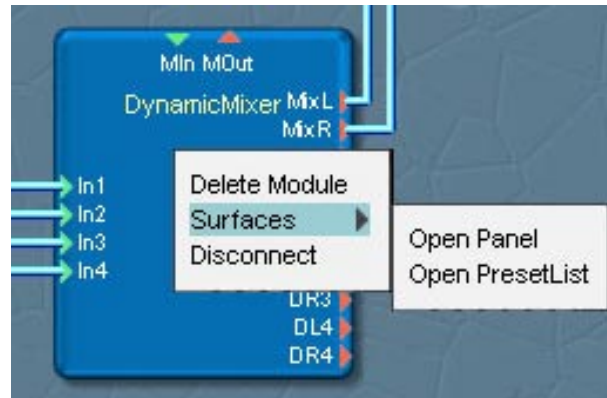 MIn MOut
DynamicMixer MixL
MixR
In1
Delete Module
In2
Surfaces
In3
Disconnect
In4
Open Panel
Open PresetList
DR3
DL4
DR4